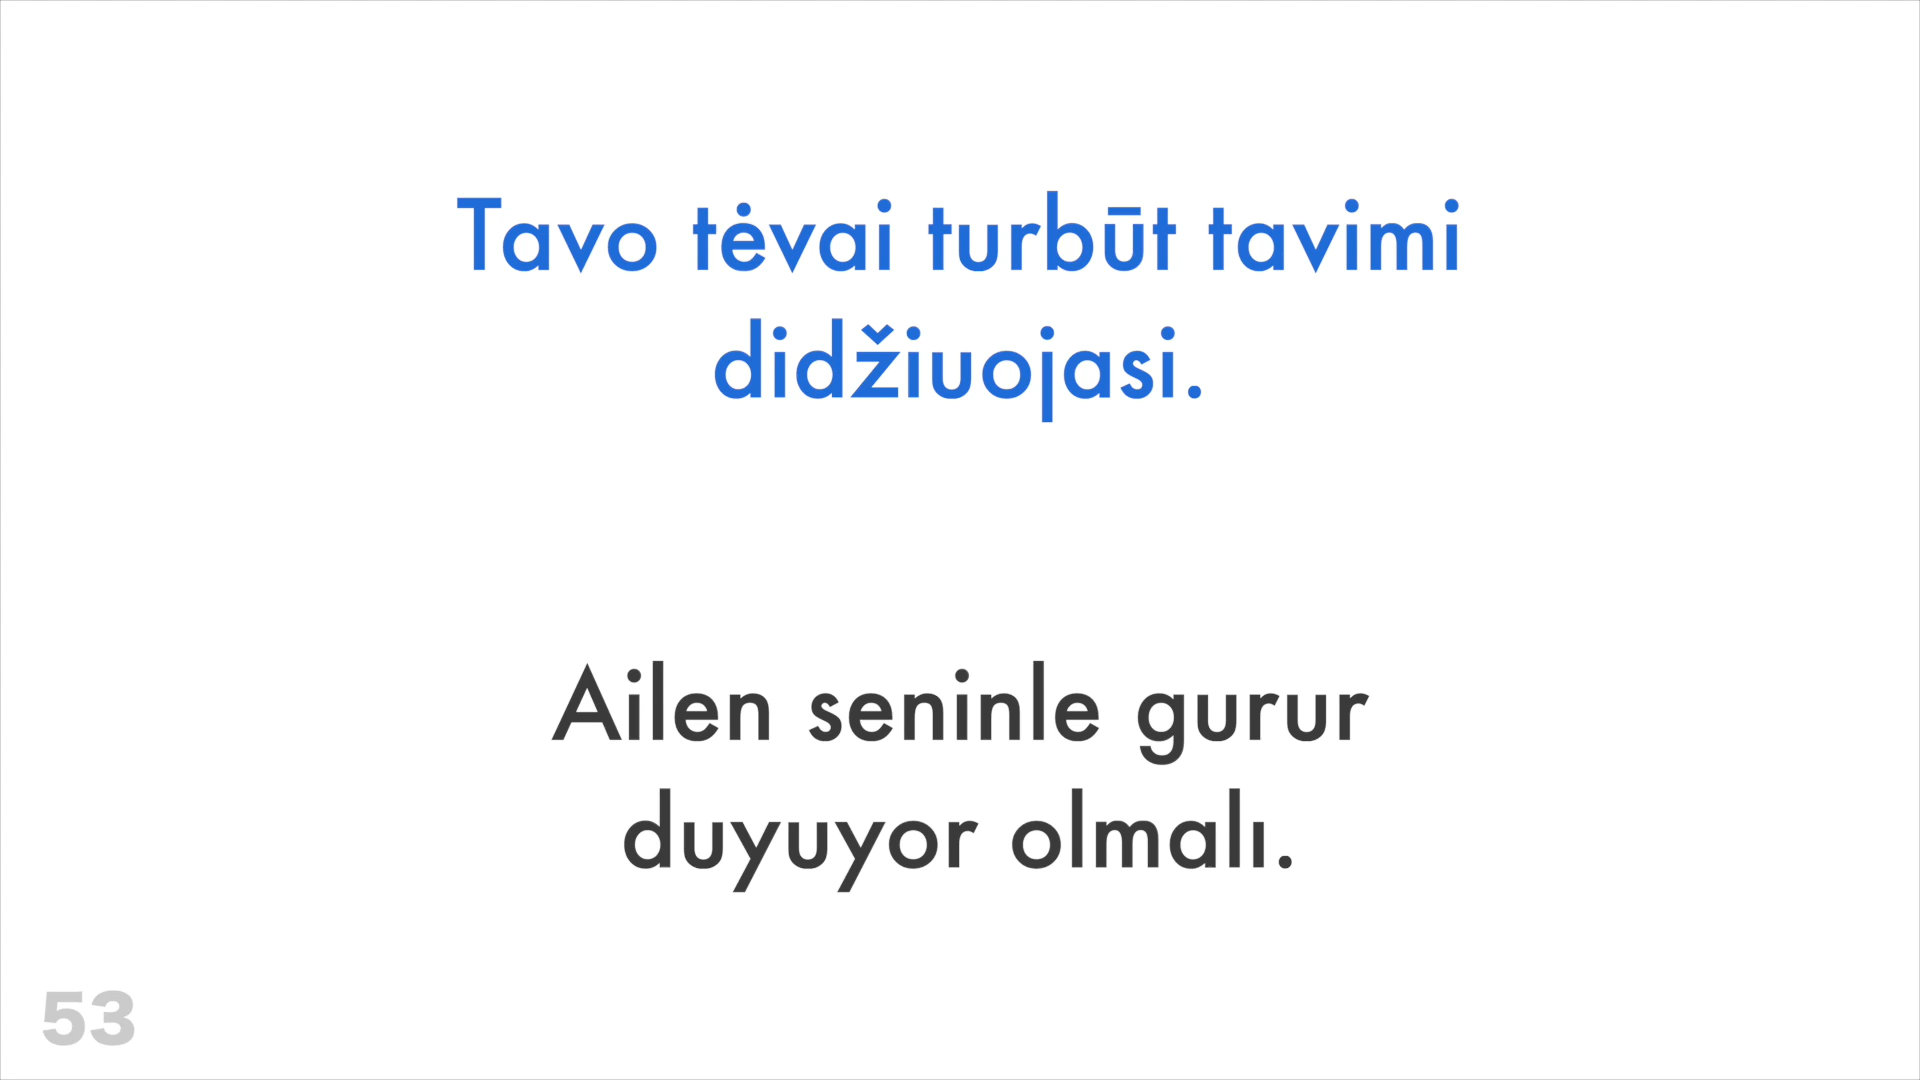 Tavo tėvai turbūt tavimi
didžiuojasi.
Ailen seninle gurur
duyuyor olmalı.
53